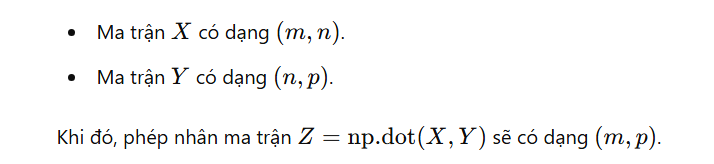 • Ma trận X có dạng (m, n).
• Ma trận Y có dạng (n, p).
Khi đó, phép nhân ma trận Z = np.dot(X, Y) sẽ có dạng (m, p).